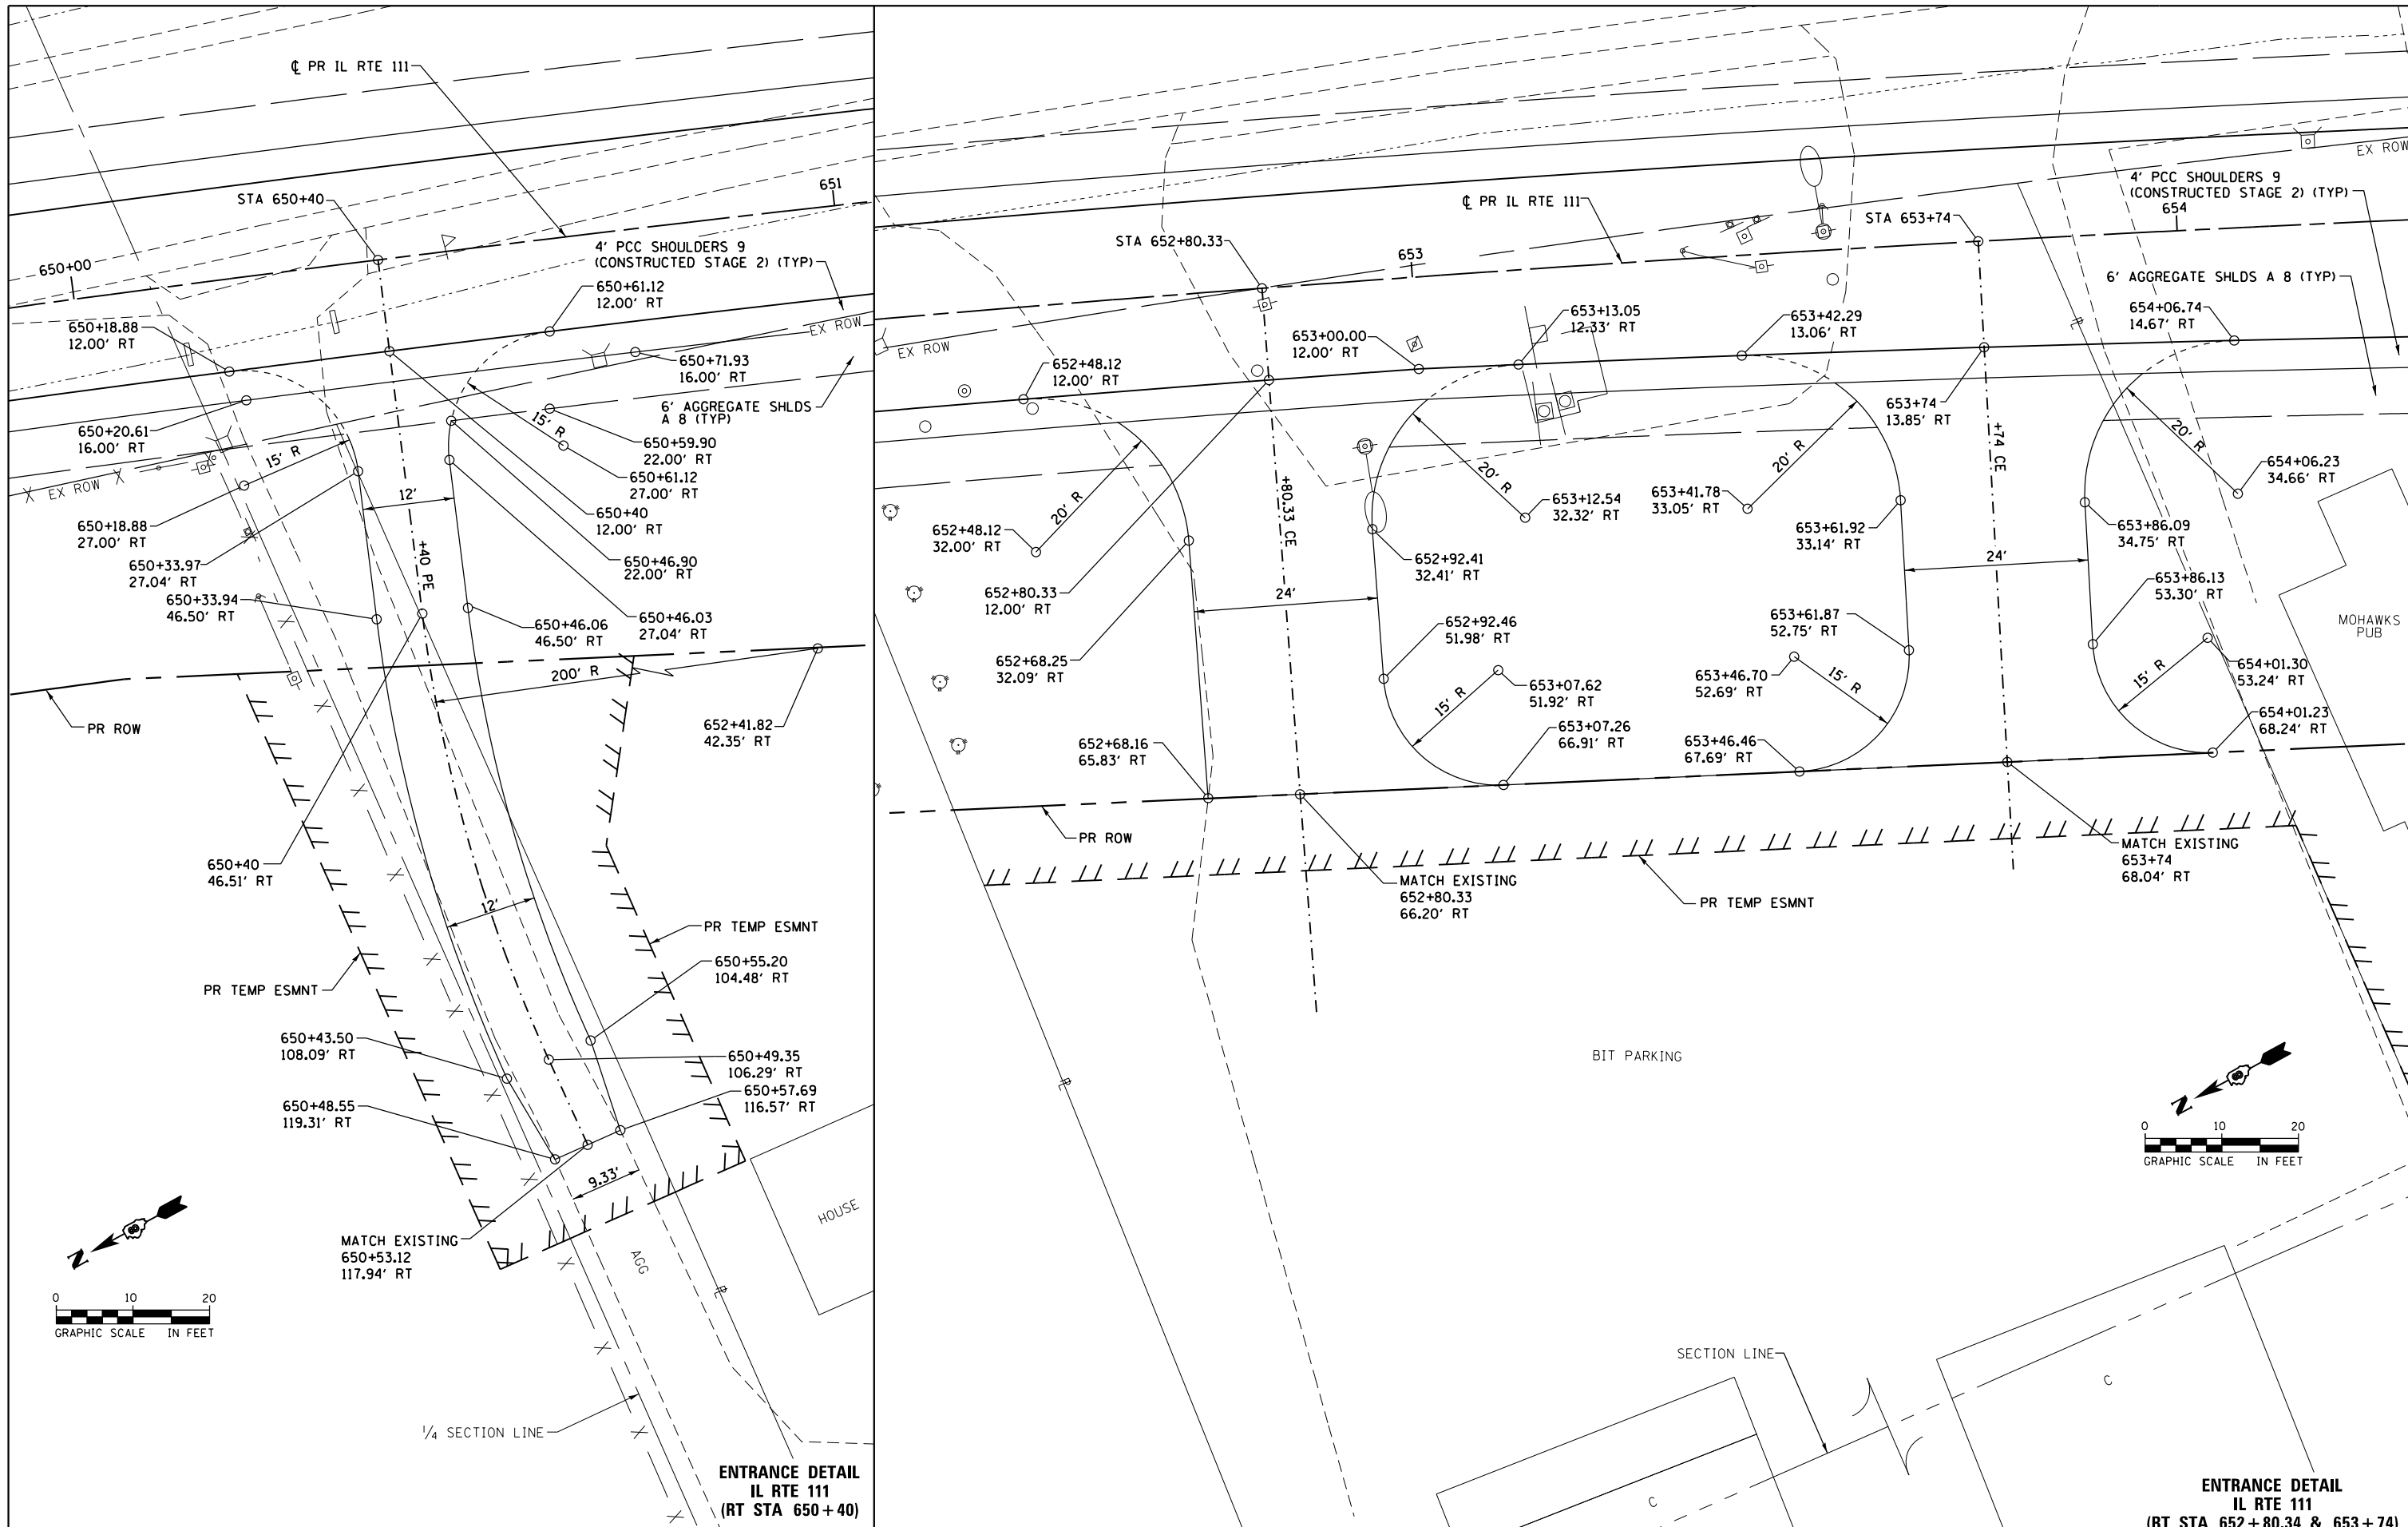 ℄ PR IL RTE 111
STA 650+40
651
650+00
4' PCC SHOULDERS 9
(CONSTRUCTED STAGE 2) (TYP)
650+61.12
12.00' RT
650+18.88
12.00' RT
EX ROW
650+71.93
16.00' RT
6' AGGREGATE SHLDS
A 8 (TYP)
650+20.61
16.00' RT
15' R
15' R
650+59.90
22.00' RT
650+61.12
27.00' RT
EX ROW
12'
650+40
12.00' RT
650+18.88
27.00' RT
650+33.97
27.04' RT
+40 PE
650+46.90
22.00' RT
650+33.94
46.50' RT
650+46.06
46.50' RT
650+46.03
27.04' RT
200' R
PR ROW
652+41.82
42.35' RT
650+40
46.51' RT
12'
PR TEMP ESMNT
650+55.20
104.48' RT
PR TEMP ESMNT
650+43.50
108.09' RT
650+49.35
106.29' RT
650+57.69
116.57' RT
650+48.55
119.31' RT
9.33'
HOUSE
MATCH EXISTING
650+53.12
117.94' RT
AGG
N
0 10 20
GRAPHIC SCALE IN FEET
1/4 SECTION LINE
ENTRANCE DETAIL
IL RTE 111
(RT STA 650+40)
EX ROW
4' PCC SHOULDERS 9
(CONSTRUCTED STAGE 2) (TYP)
654
℄ PR IL RTE 111
STA 653+74
STA 652+80.33
653
6' AGGREGATE SHLDS A 8 (TYP)
EX ROW
653+13.05
12.33' RT
653+42.29
13.06' RT
654+06.74
14.67' RT
653+00.00
12.00' RT
652+48.12
12.00' RT
653+74
13.85' RT
+74 CE
20' R
20' R
20' R
20' R
654+06.23
34.66' RT
+80.33 CE
653+12.54
32.32' RT
653+41.78
33.05' RT
652+48.12
32.00' RT
653+61.92
33.14' RT
653+86.09
34.75' RT
652+92.41
32.41' RT
24'
652+80.33
12.00' RT
24'
653+86.13
53.30' RT
652+92.46
51.98' RT
653+61.87
52.75' RT
MOHAWKS
PUB
652+68.25
32.09' RT
653+07.62
51.92' RT
653+46.70
52.69' RT
15' R
15' R
15' R
654+01.30
53.24' RT
654+01.23
68.24' RT
652+68.16
65.83' RT
653+07.26
66.91' RT
653+46.46
67.69' RT
PR ROW
MATCH EXISTING
653+74
68.04' RT
MATCH EXISTING
652+80.33
66.20' RT
PR TEMP ESMNT
BIT PARKING
N
0 10 20
GRAPHIC SCALE IN FEET
SECTION LINE
C
C
ENTRANCE DETAIL
IL RTE 111
(RT STA 652+80.34 & 653+74)